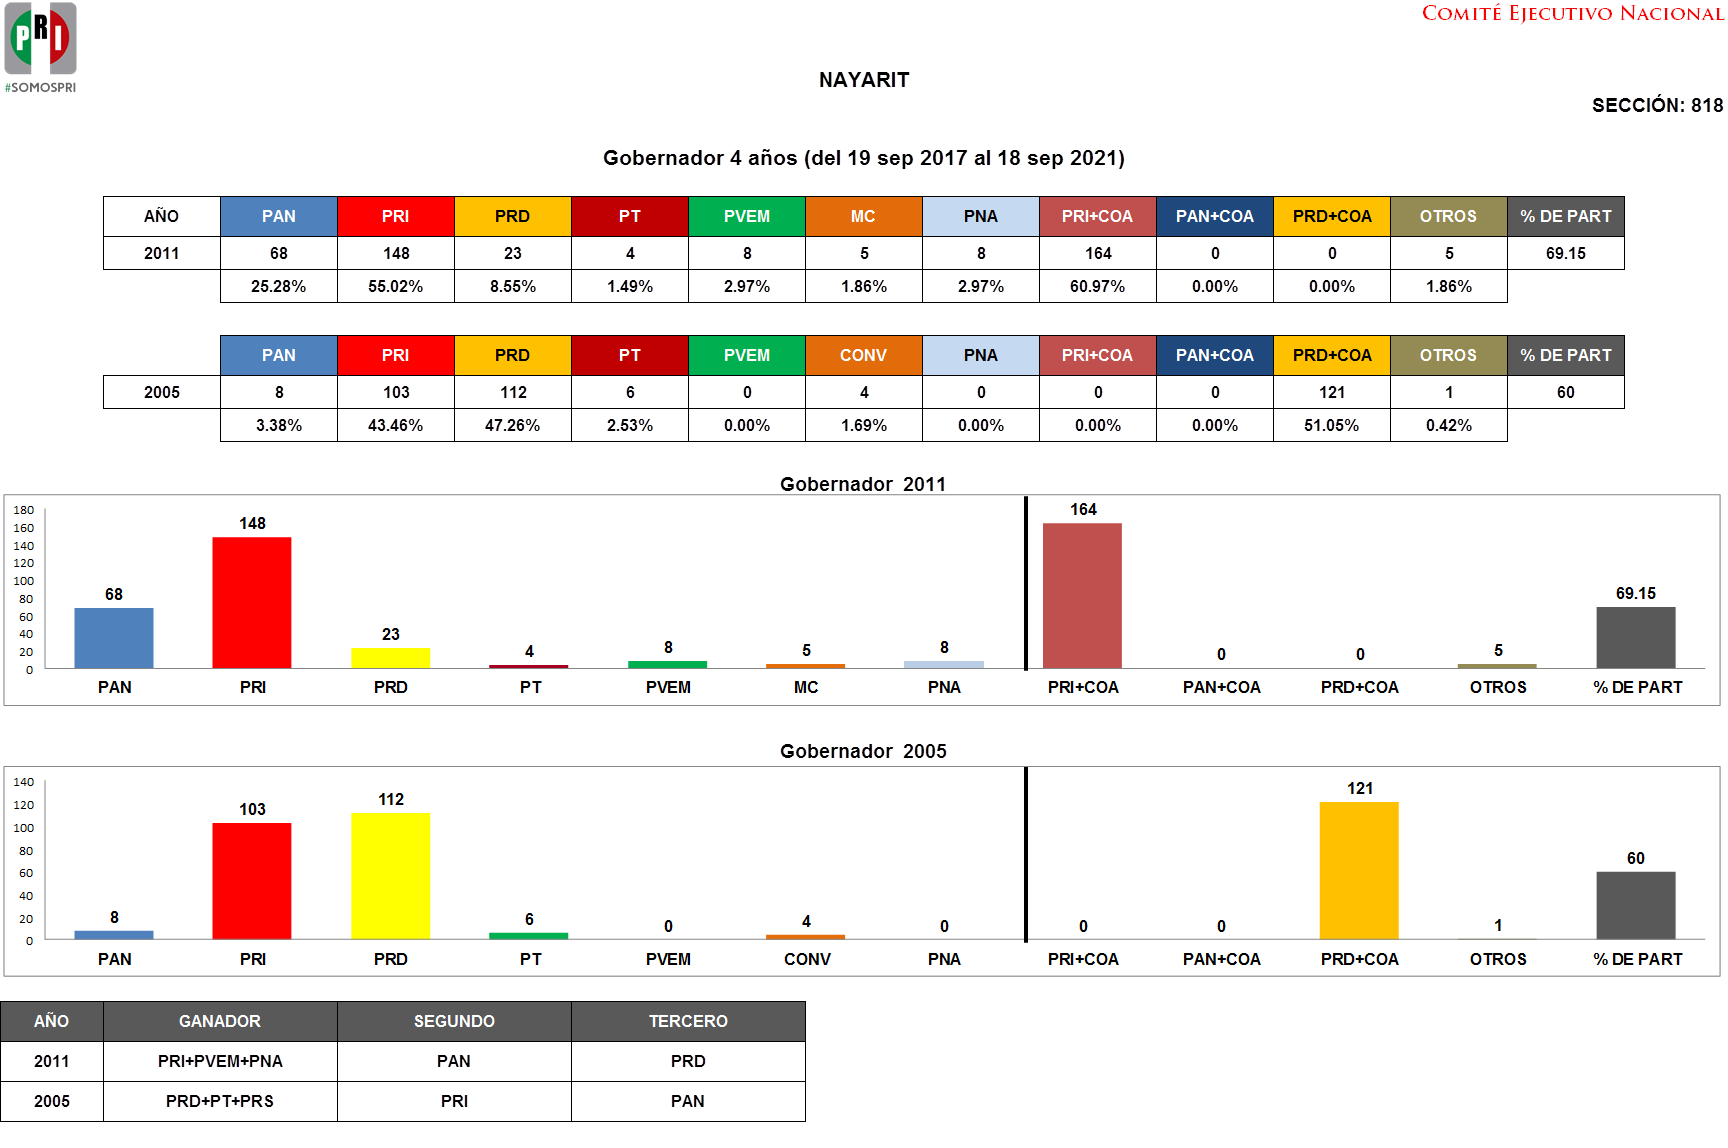 PRI
#SOMOSPRI
COMITÉ EJECUTIVO NACIONAL
NAYARIT
SECCIÓN: 818
Gobernador 4 años (del 19 sep 2017 al 18 sep 2021)
AÑO PAN PRI PRD PT PVEM MC PNA PRI+COA PAN+COA PRD+COA OTROS % DE PART
2011 68 148 23 4 8 5 8 164 0 0 5 69.15
25.28% 55.02% 8.55% 1.49% 2.97% 1.86% 2.97% 60.97% 0.00% 0.00% 1.86%
PAN PRI PRD PT PVEM CONV PNA PRI+COA PAN+COA PRD+COA OTROS % DE PART
2005 8 103 112 6 0 4 0 0 0 121 1 60
3.38% 43.46% 47.26% 2.53% 0.00% 1.69% 0.00% 0.00% 0.00% 51.05% 0.42%
Gobernador 2011
180
160
140
120
100
80
60
40
20
0
68 148 23 4 8 5 8 164 0 0 5 69.15
PAN PRI PRD PT PVEM MC PNA PRI+COA PAN+COA PRD+COA OTROS % DE PART
Gobernador 2005
140
120
100
80
60
40
20
0
8 103 112 6 0 4 0 0 0 121 1 60
PAN PRI PRD PT PVEM CONV PNA PRI+COA PAN+COA PRD+COA OTROS % DE PART
AÑO GANADOR SEGUNDO TERCERO
2011 PRI+PVEM+PNA PAN PRD
2005 PRD+PT+PRS PRI PAN